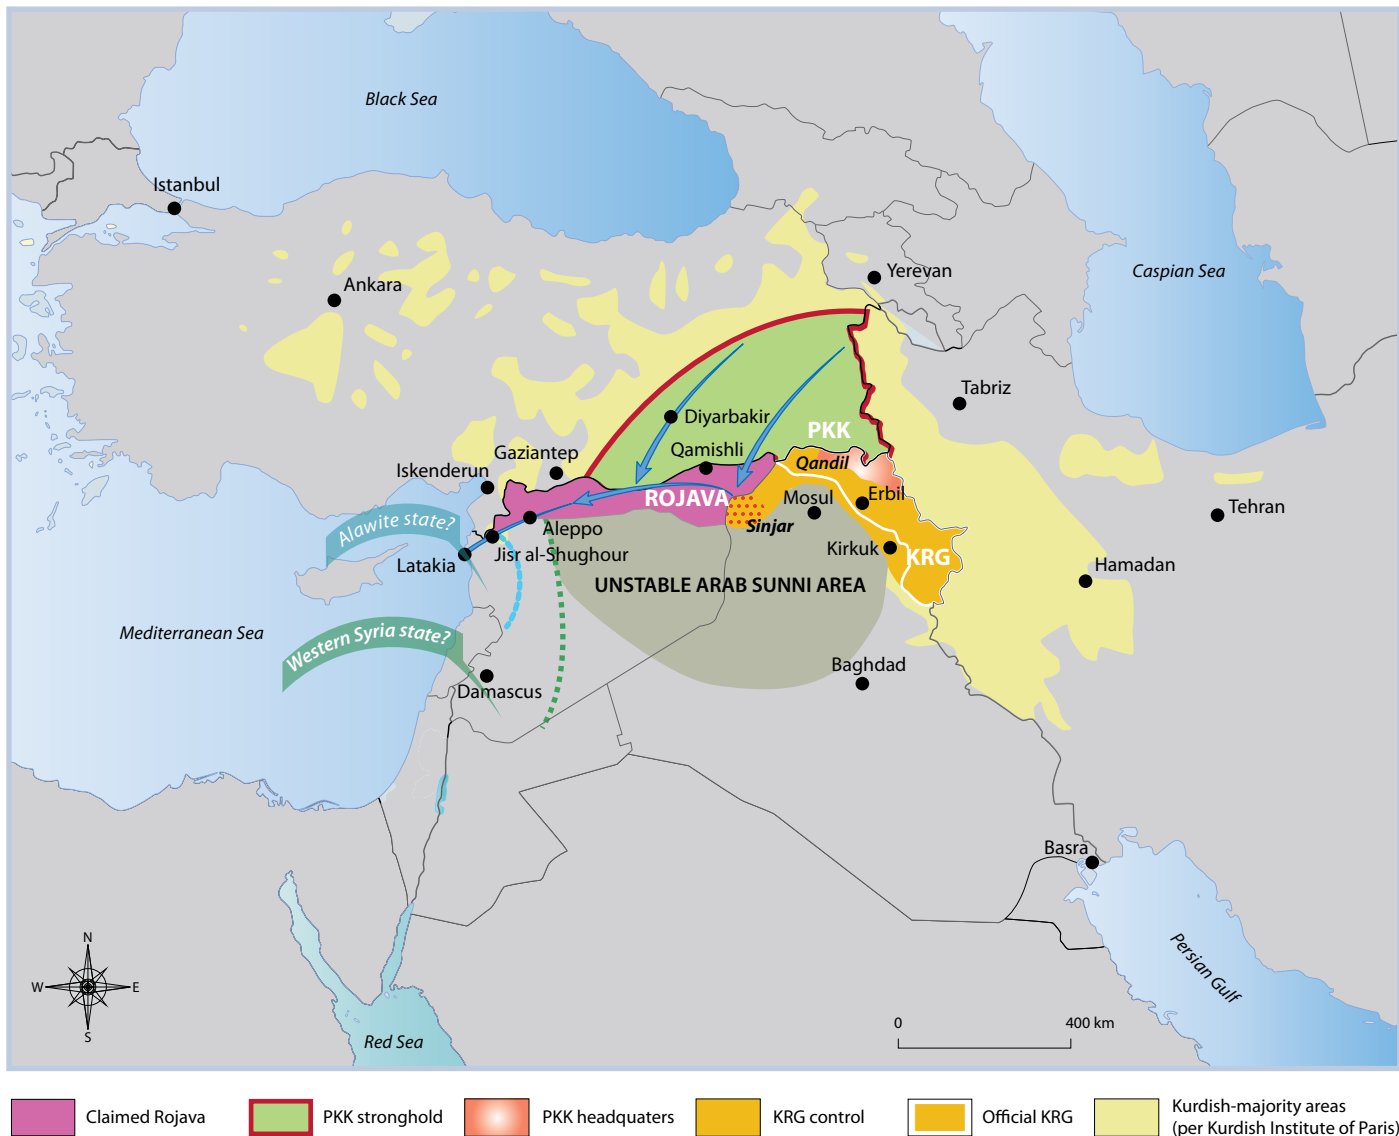 Black Sea
Istanbul
Ankara
Yerevan
Caspian Sea
Tabriz
Diyarbakir
PKK
Gaziantep
Qamishli
Qandil
Iskenderun
ROJAVA
Mosul
Erbil
Tehran
Alawite state?
Aleppo
Sinjar
Latakia
Jisr al-Shughour
Kirkuk
KRG
Hamadan
UNSTABLE ARAB SUNNI AREA
Mediterranean Sea
Western Syria state?
Baghdad
Damascus
Basra
Persian Gulf
N
W
E
S
Red Sea
0
400 km
Claimed Rojava
PKK stronghold
PKK headquaters
KRG control
Official KRG
Kurdish-majority areas
(per Kurdish Institute of Paris)